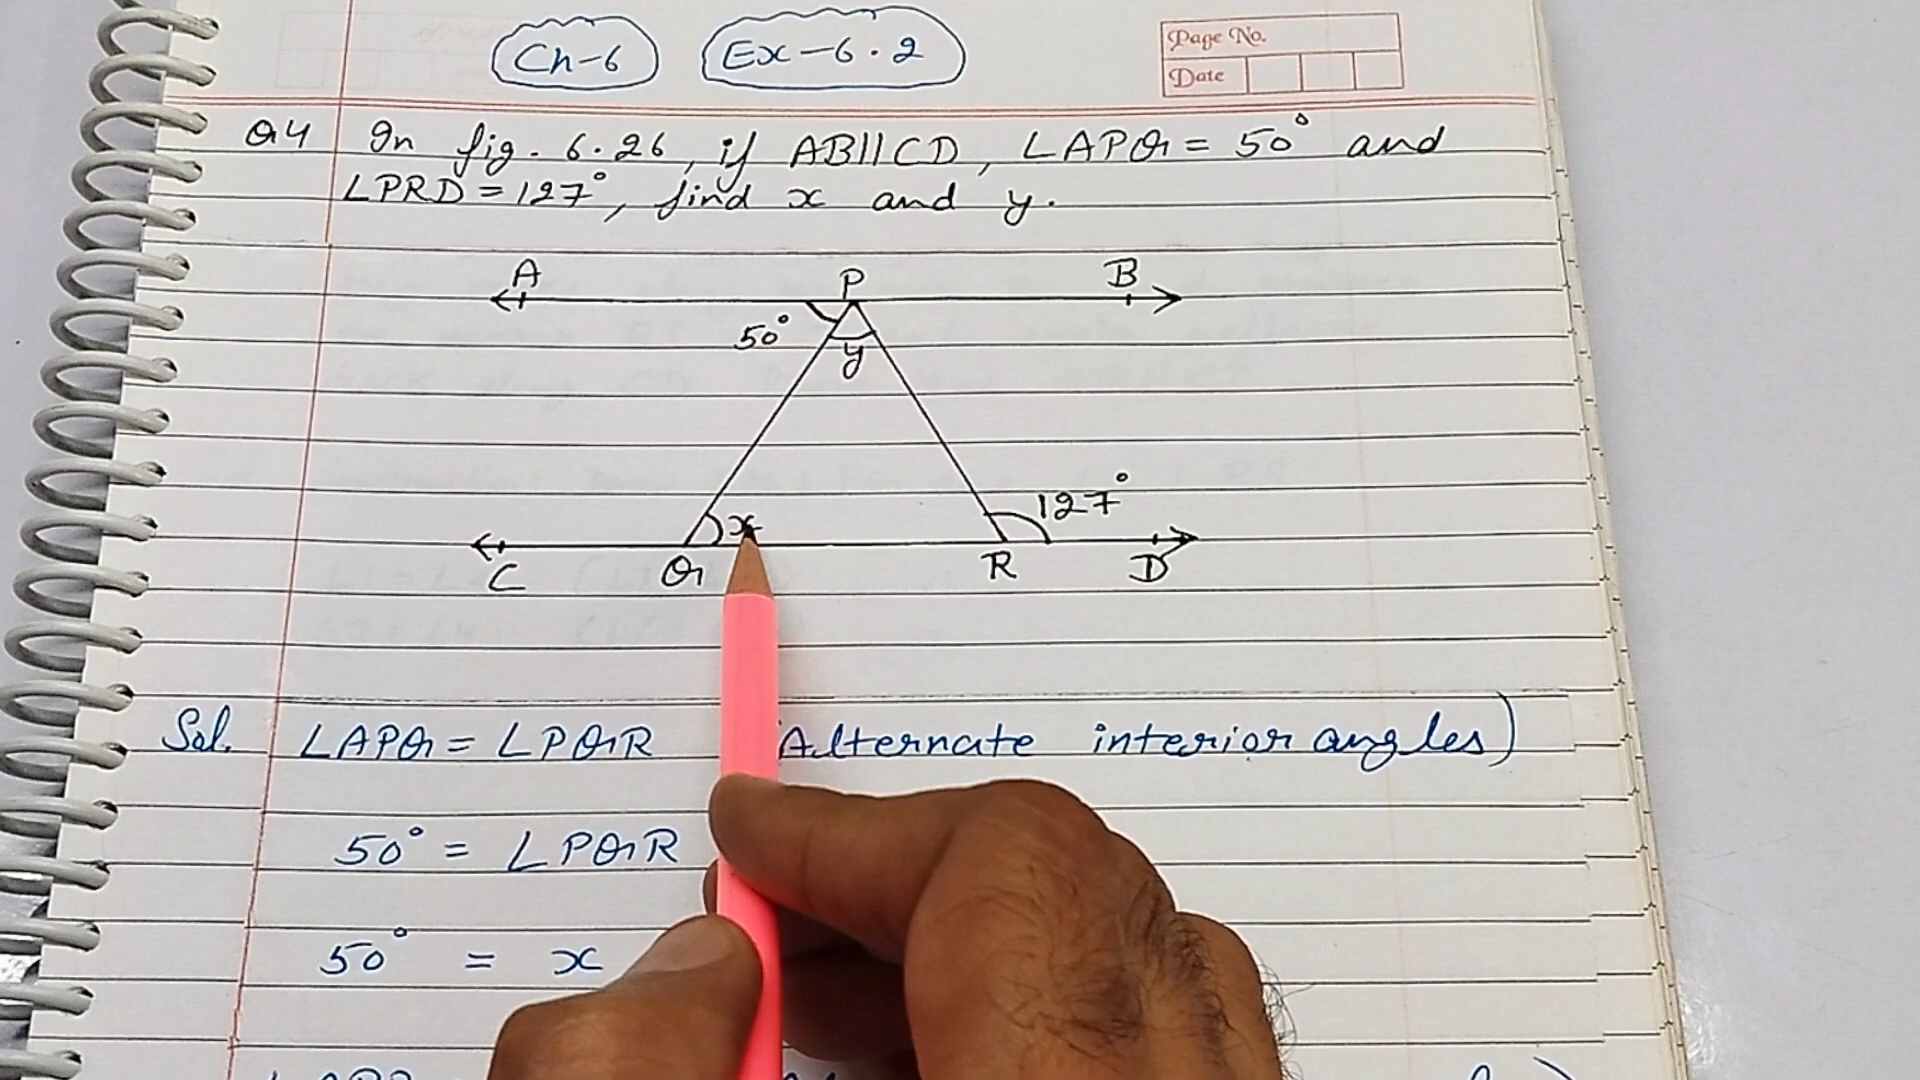 Ch-6 Ex-6.2
Page No.
Date
Q4 In fig. 6.26, if AB||CD, ∠APQ = 50° and
∠PRD = 127°, find x and y.
A P B
50° y
x 127°
C Q R D
Sol. ∠APQ = ∠PQR Alternate interior angles)
50° = ∠PQR
50° = x